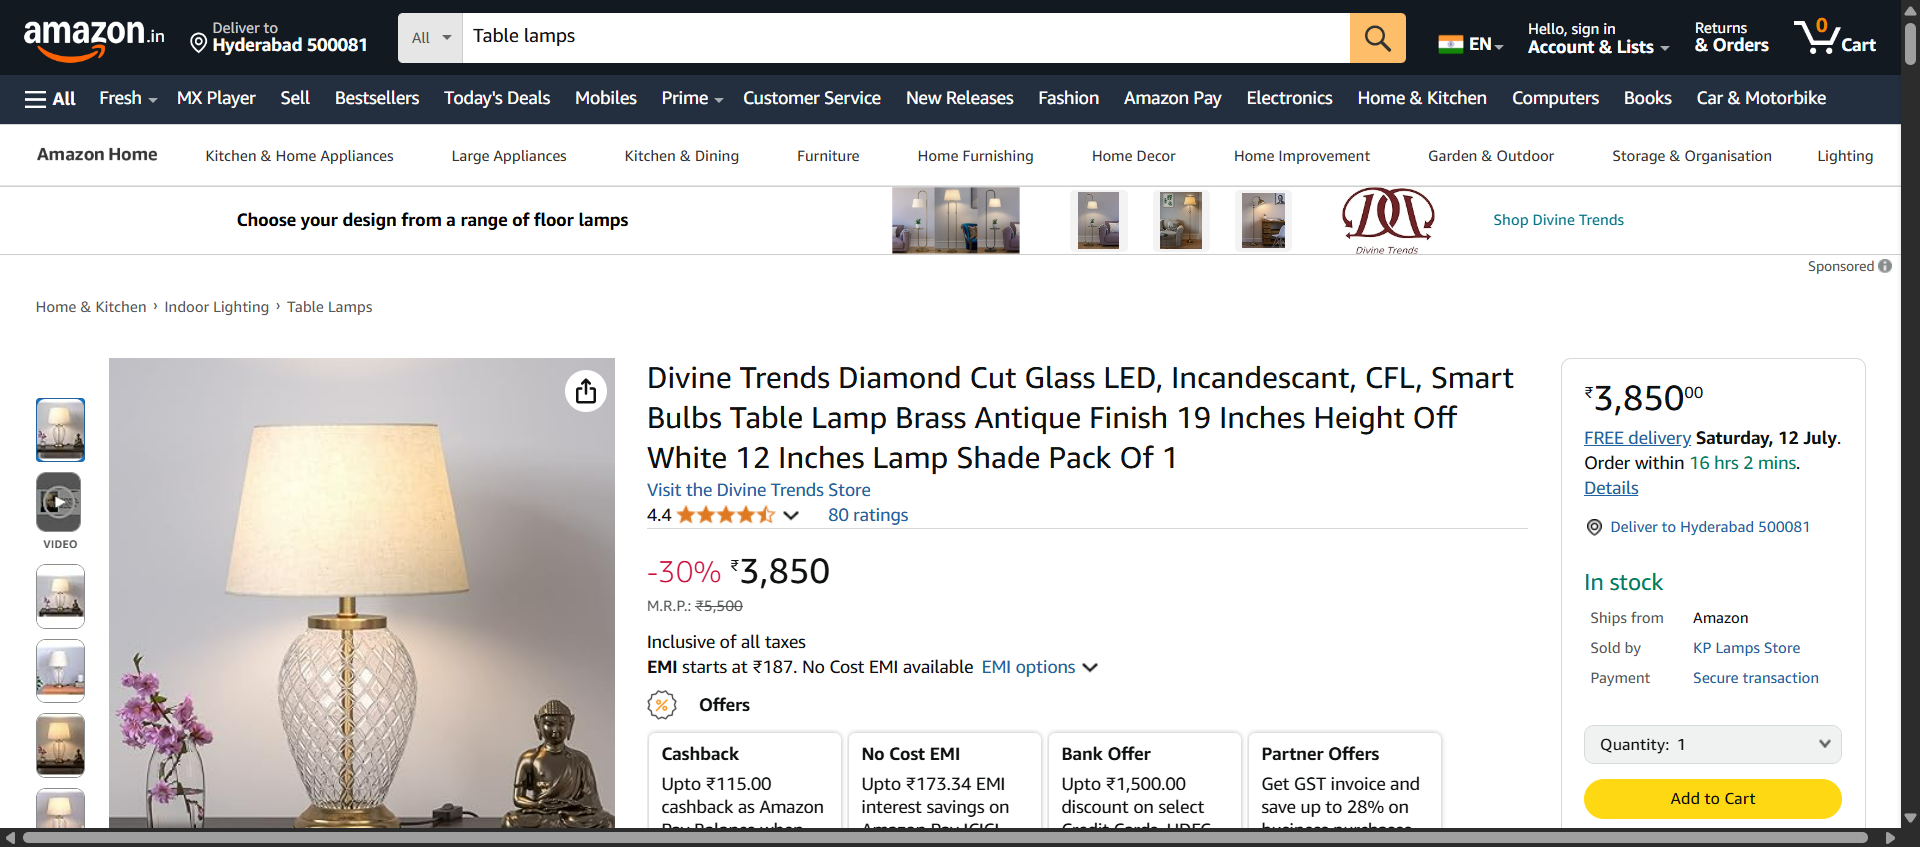 amazon.in
Deliver to
Hyderabad 500081
All
Table lamps
EN
Hello, sign in
Account & Lists
Returns
& Orders
0
Cart
All
Fresh
MX Player
Sell
Bestsellers
Today's Deals
Mobiles
Prime
Customer Service
New Releases
Fashion
Amazon Pay
Electronics
Home & Kitchen
Computers
Books
Car & Motorbike
Amazon Home
Kitchen & Home Appliances
Large Appliances
Kitchen & Dining
Furniture
Home Furnishing
Home Decor
Home Improvement
Garden & Outdoor
Storage & Organisation
Lighting
Choose your design from a range of floor lamps
Divine Trends
Shop Divine Trends
Sponsored
Home & Kitchen › Indoor Lighting › Table Lamps
VIDEO
Divine Trends Diamond Cut Glass LED, Incandescant, CFL, Smart
Bulbs Table Lamp Brass Antique Finish 19 Inches Height Off
White 12 Inches Lamp Shade Pack Of 1
Visit the Divine Trends Store
4.4
80 ratings
-30% ₹3,850
M.R.P.: ₹5,500
Inclusive of all taxes
EMI starts at ₹187. No Cost EMI available EMI options
Offers
Cashback
Upto ₹115.00
cashback as Amazon
Pay Balance when
No Cost EMI
Upto ₹173.34 EMI
interest savings on
Amazon Pay ICICI
Bank Offer
Upto ₹1,500.00
discount on select
Credit Cards, HDFC
Partner Offers
Get GST invoice and
save up to 28% on
business purchases
₹3,85000
FREE delivery Saturday, 12 July.
Order within 16 hrs 2 mins.
Details
Deliver to Hyderabad 500081
In stock
Ships from Amazon
Sold by KP Lamps Store
Payment Secure transaction
Quantity: 1
Add to Cart